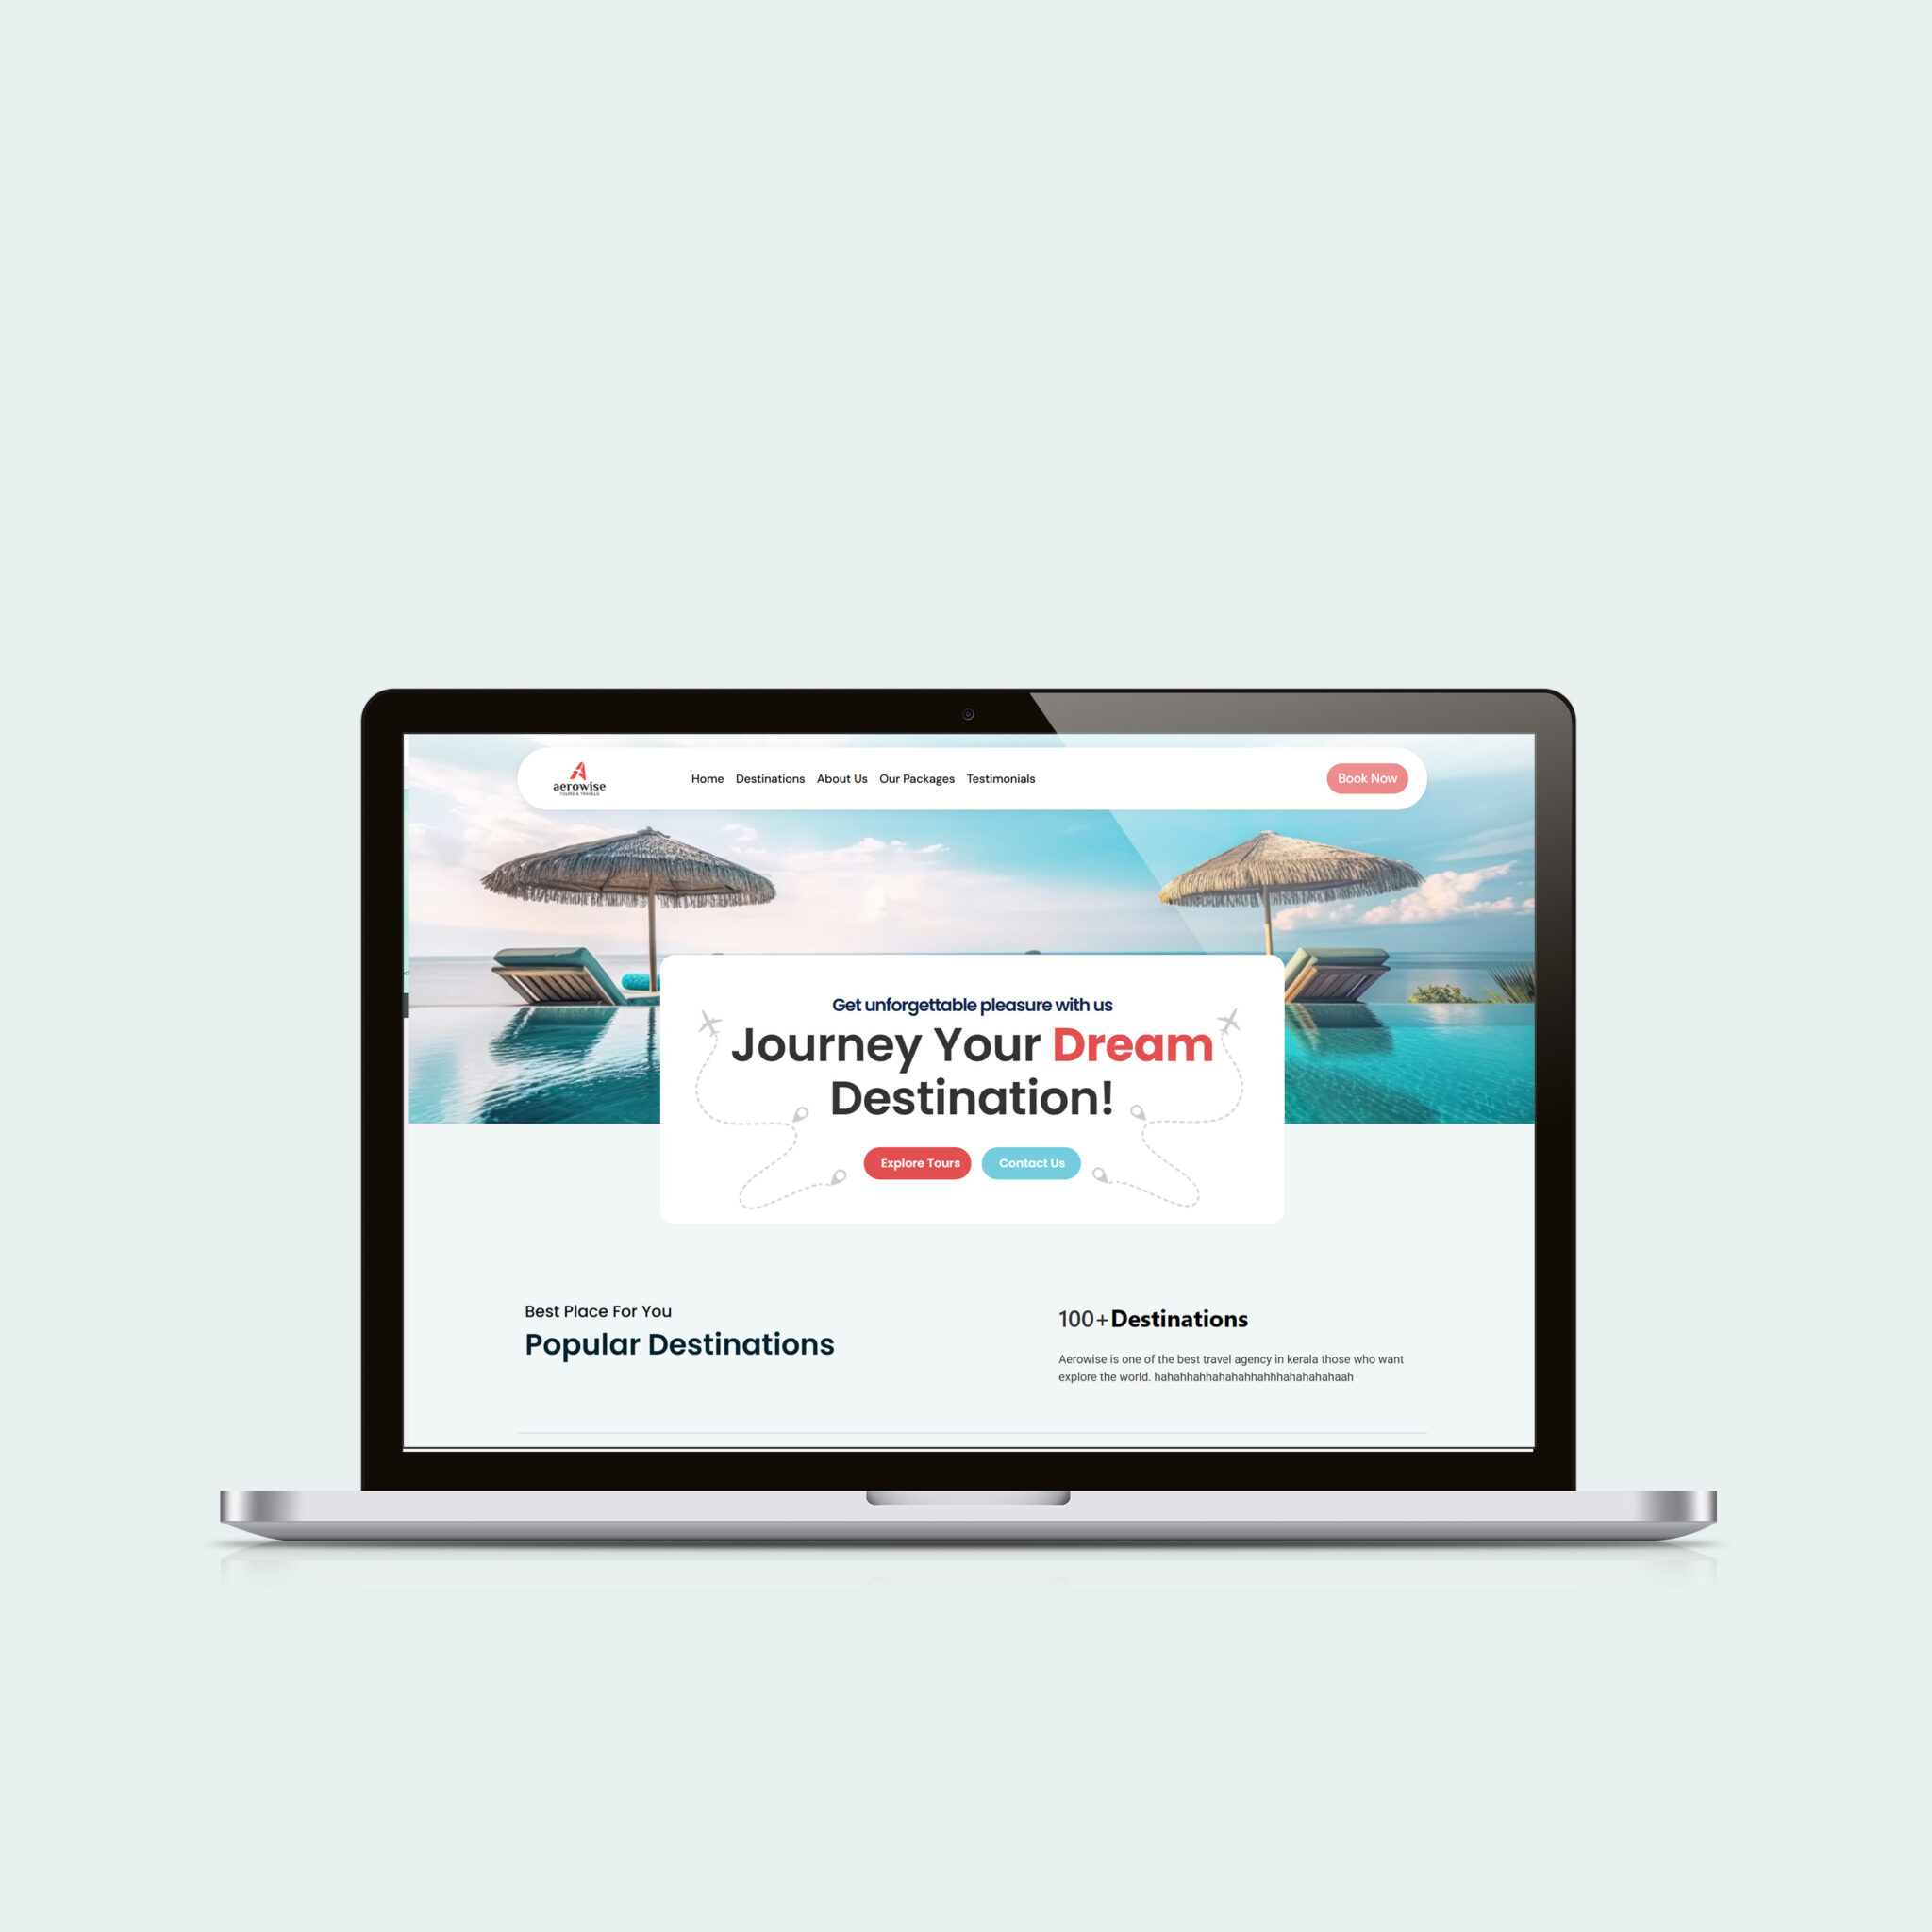 aerowise
TOURS & TRAVELS
Home Destinations About Us Our Packages Testimonials
Book Now
Get unforgettable pleasure with us
Journey Your Dream
Destination!
Explore Tours Contact Us
Best Place For You
Popular Destinations
100+Destinations
Aerowise is one of the best travel agency in kerala those who want
explore the world. hahahhahhahahahhahhhahahahahaah